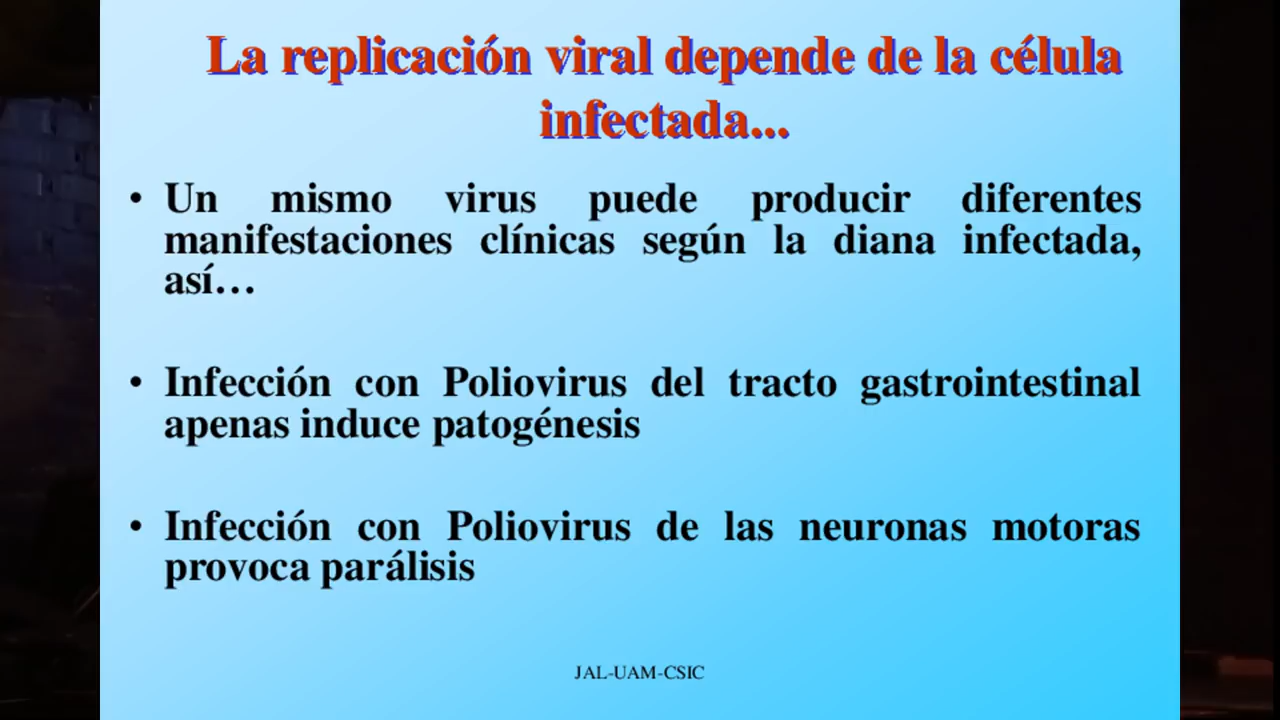 La replicación viral depende de la célula
infectada...
• Un mismo virus puede producir diferentes
manifestaciones clínicas según la diana infectada,
así…
• Infección con Poliovirus del tracto gastrointestinal
apenas induce patogénesis
• Infección con Poliovirus de las neuronas motoras
provoca parálisis
JAL-UAM-CSIC